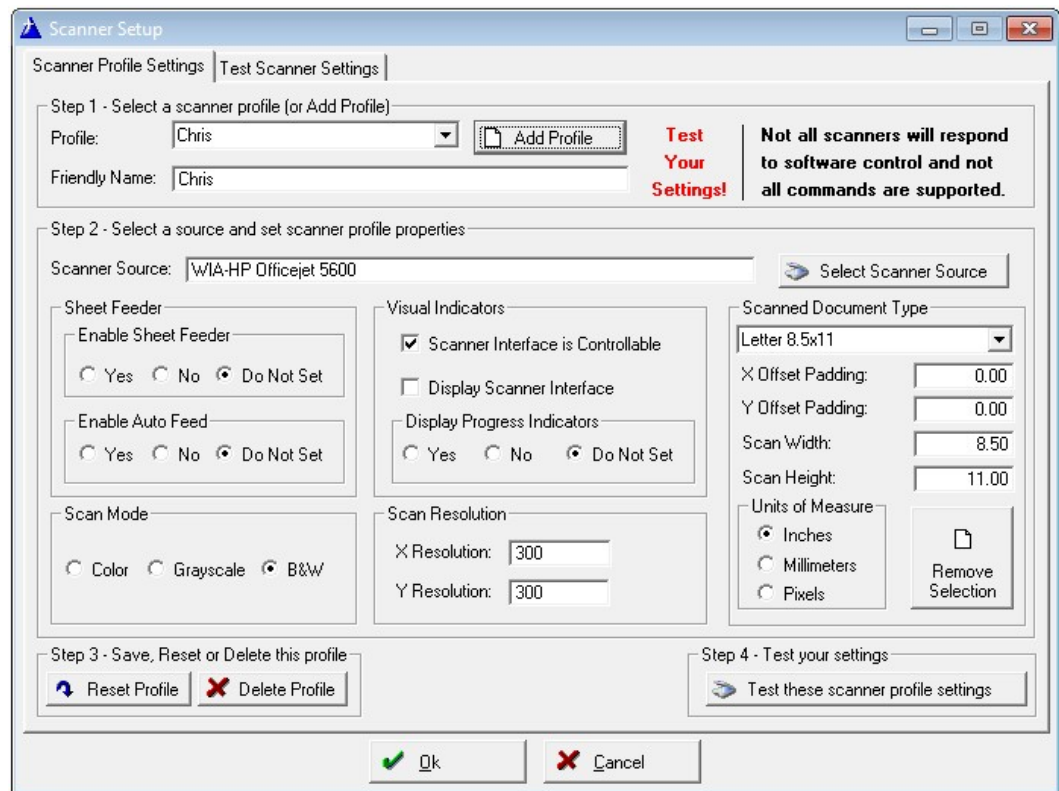 Scanner Setup
Scanner Profile Settings
Test Scanner Settings
Step 1 - Select a scanner profile (or Add Profile)
Profile:
Chris
Add Profile
Friendly Name:
Chris
Test
Your
Settings!
Not all scanners will respond
to software control and not
all commands are supported.
Step 2 - Select a source and set scanner profile properties
Scanner Source:
WIA-HP Officejet 5600
Select Scanner Source
Sheet Feeder
Enable Sheet Feeder
Yes No Do Not Set
Enable Auto Feed
Yes No Do Not Set
Visual Indicators
Scanner Interface is Controllable
Display Scanner Interface
Display Progress Indicators
Yes No Do Not Set
Scanned Document Type
Letter 8.5x11
X Offset Padding: 0.00
Y Offset Padding: 0.00
Scan Width: 8.50
Scan Height: 11.00
Units of Measure
Inches
Millimeters
Pixels
Remove
Selection
Scan Mode
Color Grayscale B&W
Scan Resolution
X Resolution: 300
Y Resolution: 300
Step 3 - Save, Reset or Delete this profile
Reset Profile
Delete Profile
Step 4 - Test your settings
Test these scanner profile settings
Ok
Cancel